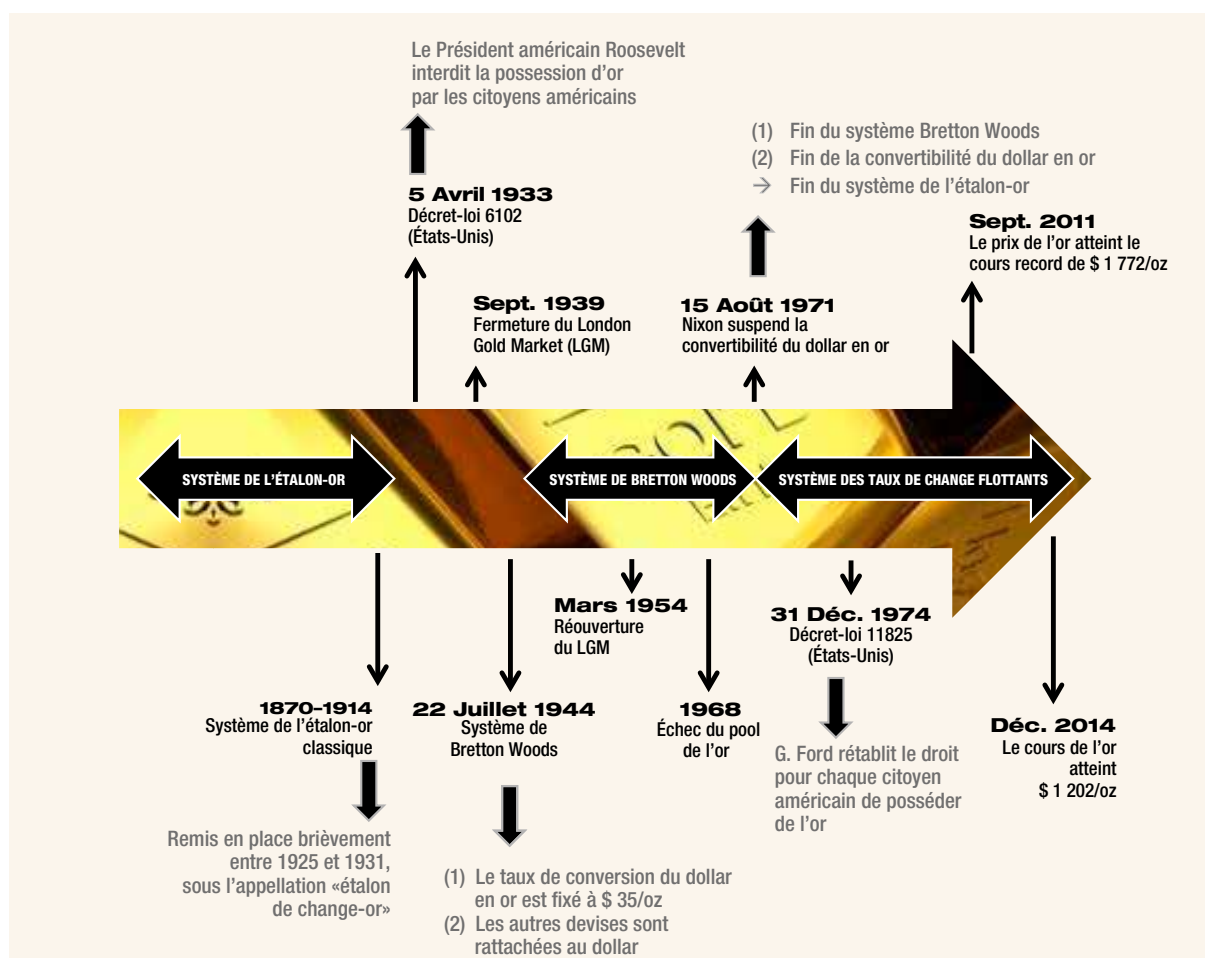 Le Président américain Roosevelt
interdit la possession d'or
par les citoyens américains
5 Avril 1933
Décret-loi 6102
(États-Unis)
Sept. 1939
Fermeture du London
Gold Market (LGM)
(1) Fin du système Bretton Woods
(2) Fin de la convertibilité du dollar en or
→ Fin du système de l'étalon-or
15 Août 1971
Nixon suspend la
convertibilité du dollar en or
Sept. 2011
Le prix de l'or atteint le
cours record de $ 1 772/oz
SYSTÈME DE L'ÉTALON-OR
SYSTÈME DE BRETTON WOODS
SYSTÈME DES TAUX DE CHANGE FLOTTANTS
1870–1914
Système de l'étalon-or
classique
Remis en place brièvement
entre 1925 et 1931,
sous l'appellation «étalon
de change-or»
22 Juillet 1944
Système de
Bretton Woods
(1) Le taux de conversion du dollar
en or est fixé à $ 35/oz
(2) Les autres devises sont
rattachées au dollar
Mars 1954
Réouverture
du LGM
1968
Échec du pool
de l'or
31 Déc. 1974
Décret-loi 11825
(États-Unis)
G. Ford rétablit le droit
pour chaque citoyen
américain de posséder
de l'or
Déc. 2014
Le cours de l'or
atteint
$ 1 202/oz